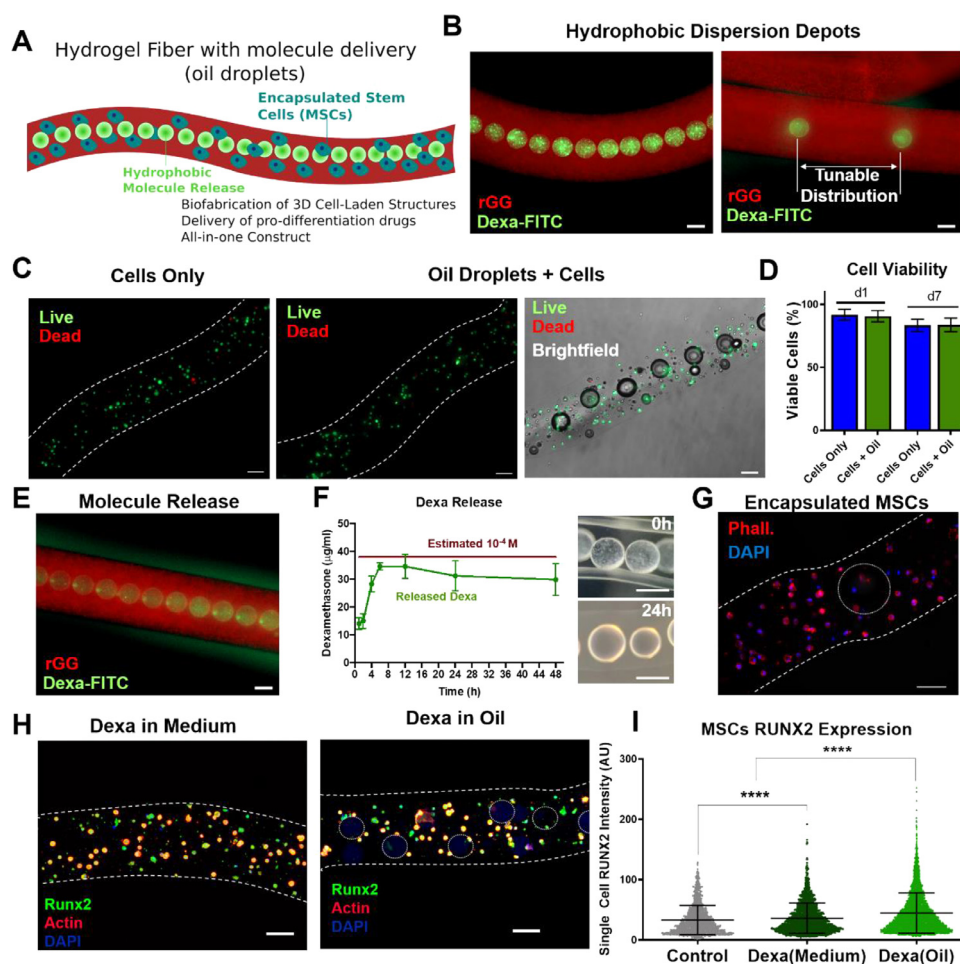 A
Hydrogel Fiber with molecule delivery
(oil droplets)
Encapsulated Stem
Cells (MSCs)
Hydrophobic
Molecule Release
Biofabrication of 3D Cell-Laden Structures
Delivery of pro-differentiation drugs
All-in-one Construct
B
Hydrophobic Dispersion Depots
rGG
Dexa-FITC
Tunable
Distribution
rGG
Dexa-FITC
C
Cells Only
Live
Dead
Oil Droplets + Cells
Live
Dead
Live
Dead
Brightfield
D
Cell Viability
d1
d7
100
50
0
Viable Cells (%)
Cells Only
Cells + Oil
Cells Only
Cells + Oil
E
Molecule Release
rGG
Dexa-FITC
F
Dexa Release
Estimated 10⁻⁴ M
Released Dexa
50
40
30
20
10
0
Dexamethasone (µg/ml)
0 4 8 12 16 20 24 28 32 36 40 44 48
Time (h)
0h
24h
G
Encapsulated MSCs
Phall.
DAPI
H
Dexa in Medium
Runx2
Actin
DAPI
Dexa in Oil
Runx2
Actin
DAPI
I
MSCs RUNX2 Expression
****
****
300
200
100
0
Single Cell RUNX2 Intensity (AU)
Control Dexa(Medium) Dexa(Oil)